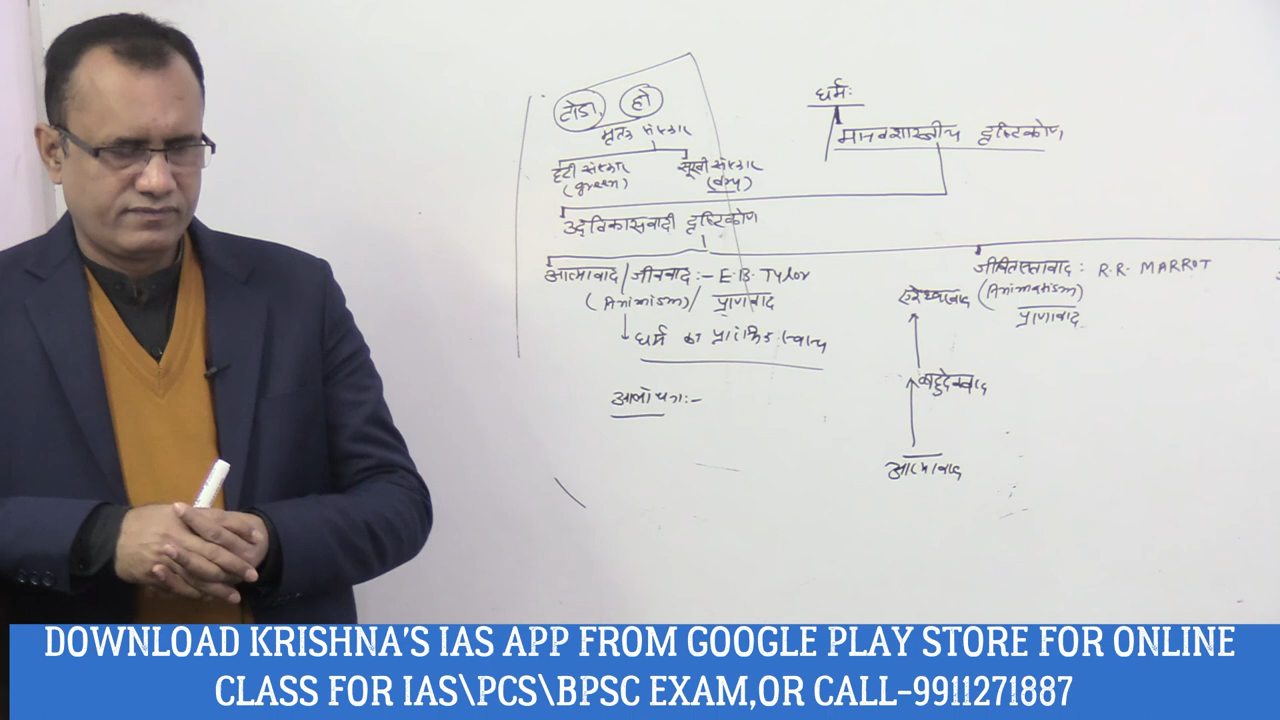 टोडा, हो
मृतक संस्कार
हरी संस्कार सूखी संस्कार
(वर्ष)
उद्विकासवादी दृष्टिकोण
आत्मावाद/जीववाद:- E.B. Tylor
(Animism)/ प्राणवाद
धर्म का प्रारंभिक स्वरूप
आलोचना:-
धर्म:
मानवशास्त्रीय दृष्टिकोण
जीवितसत्तावाद: R.R. MARROT
(Animatism)
प्राणवाद
एकेश्वरवाद
बहुदेववाद
आत्मावाद
DOWNLOAD KRISHNA'S IAS APP FROM GOOGLE PLAY STORE FOR ONLINE
CLASS FOR IAS\PCS\BPSC EXAM,OR CALL-9911271887